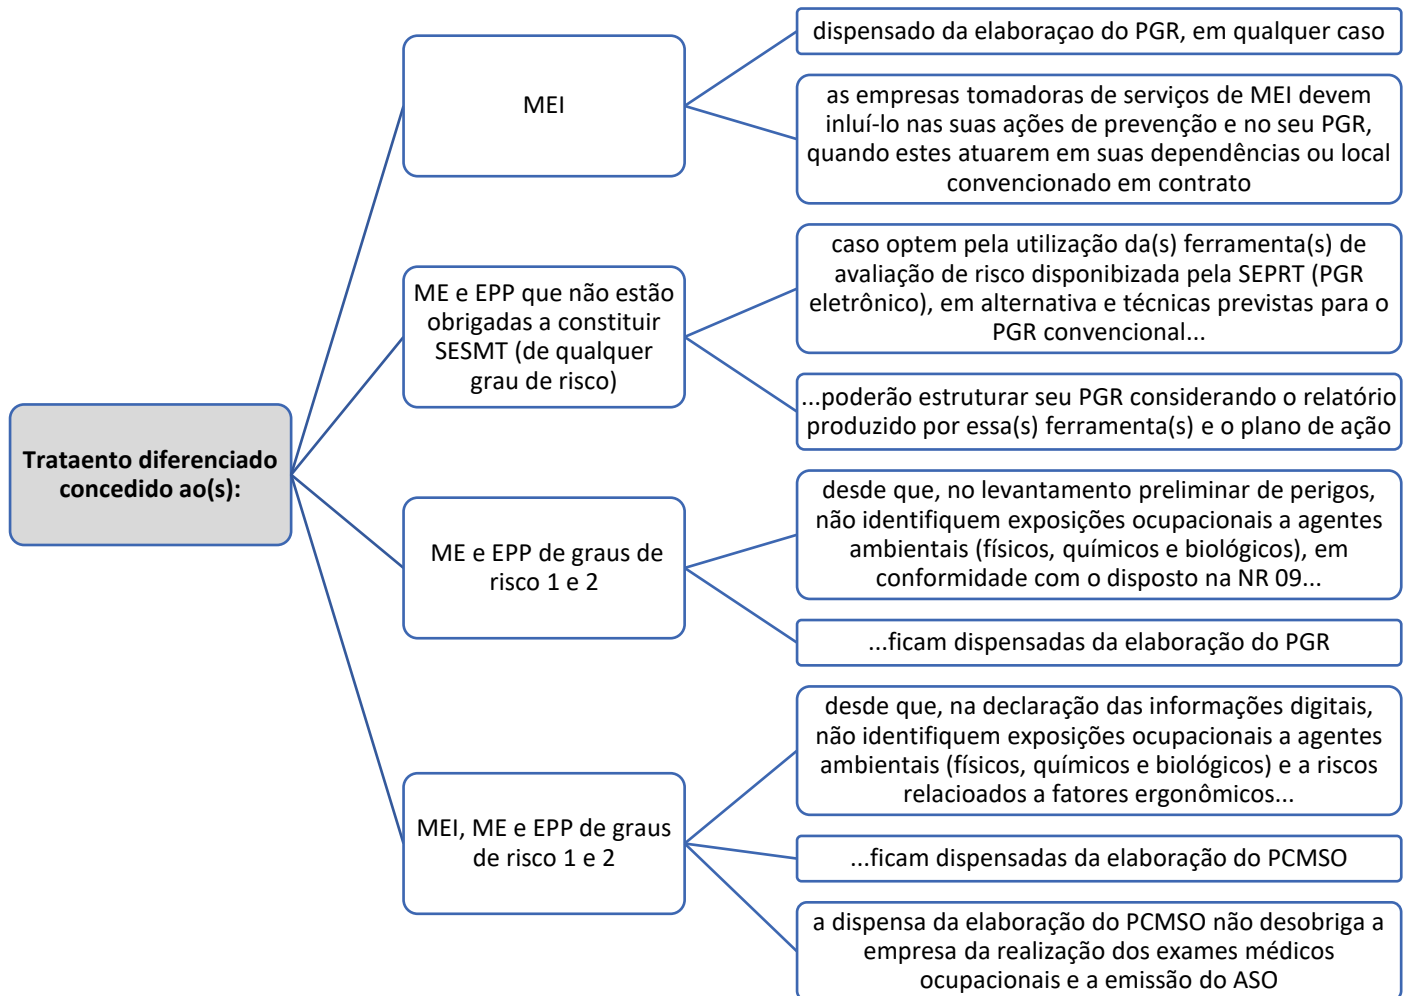 Trataento diferenciado
concedido ao(s):
MEI
dispensado da elaboraçao do PGR, em qualquer caso
as empresas tomadoras de serviços de MEI devem
inluí-lo nas suas ações de prevenção e no seu PGR,
quando estes atuarem em suas dependências ou local
convencionado em contrato
ME e EPP que não estão
obrigadas a constituir
SESMT (de qualquer
grau de risco)
caso optem pela utilização da(s) ferramenta(s) de
avaliação de risco disponibizada pela SEPRT (PGR
eletrônico), em alternativa e técnicas previstas para o
PGR convencional...
...poderão estruturar seu PGR considerando o relatório
produzido por essa(s) ferramenta(s) e o plano de ação
ME e EPP de graus de
risco 1 e 2
desde que, no levantamento preliminar de perigos,
não identifiquem exposições ocupacionais a agentes
ambientais (físicos, químicos e biológicos), em
conformidade com o disposto na NR 09...
...ficam dispensadas da elaboração do PGR
MEI, ME e EPP de graus
de risco 1 e 2
desde que, na declaração das informações digitais,
não identifiquem exposições ocupacionais a agentes
ambientais (físicos, químicos e biológicos) e a riscos
relacioados a fatores ergonômicos...
...ficam dispensadas da elaboração do PCMSO
a dispensa da elaboração do PCMSO não desobriga a
empresa da realização dos exames médicos
ocupacionais e a emissão do ASO